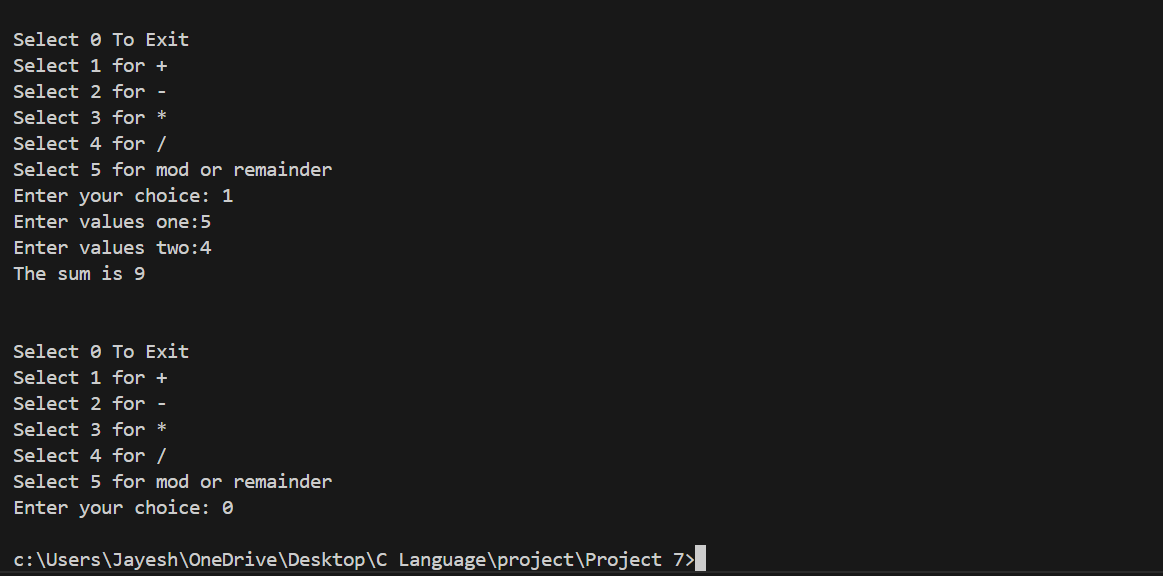 Select 0 To Exit
Select 1 for +
Select 2 for -
Select 3 for *
Select 4 for /
Select 5 for mod or remainder
Enter your choice: 1
Enter values one:5
Enter values two:4
The sum is 9
Select 0 To Exit
Select 1 for +
Select 2 for -
Select 3 for *
Select 4 for /
Select 5 for mod or remainder
Enter your choice: 0
c:\Users\Jayesh\OneDrive\Desktop\C Language\project\Project 7>